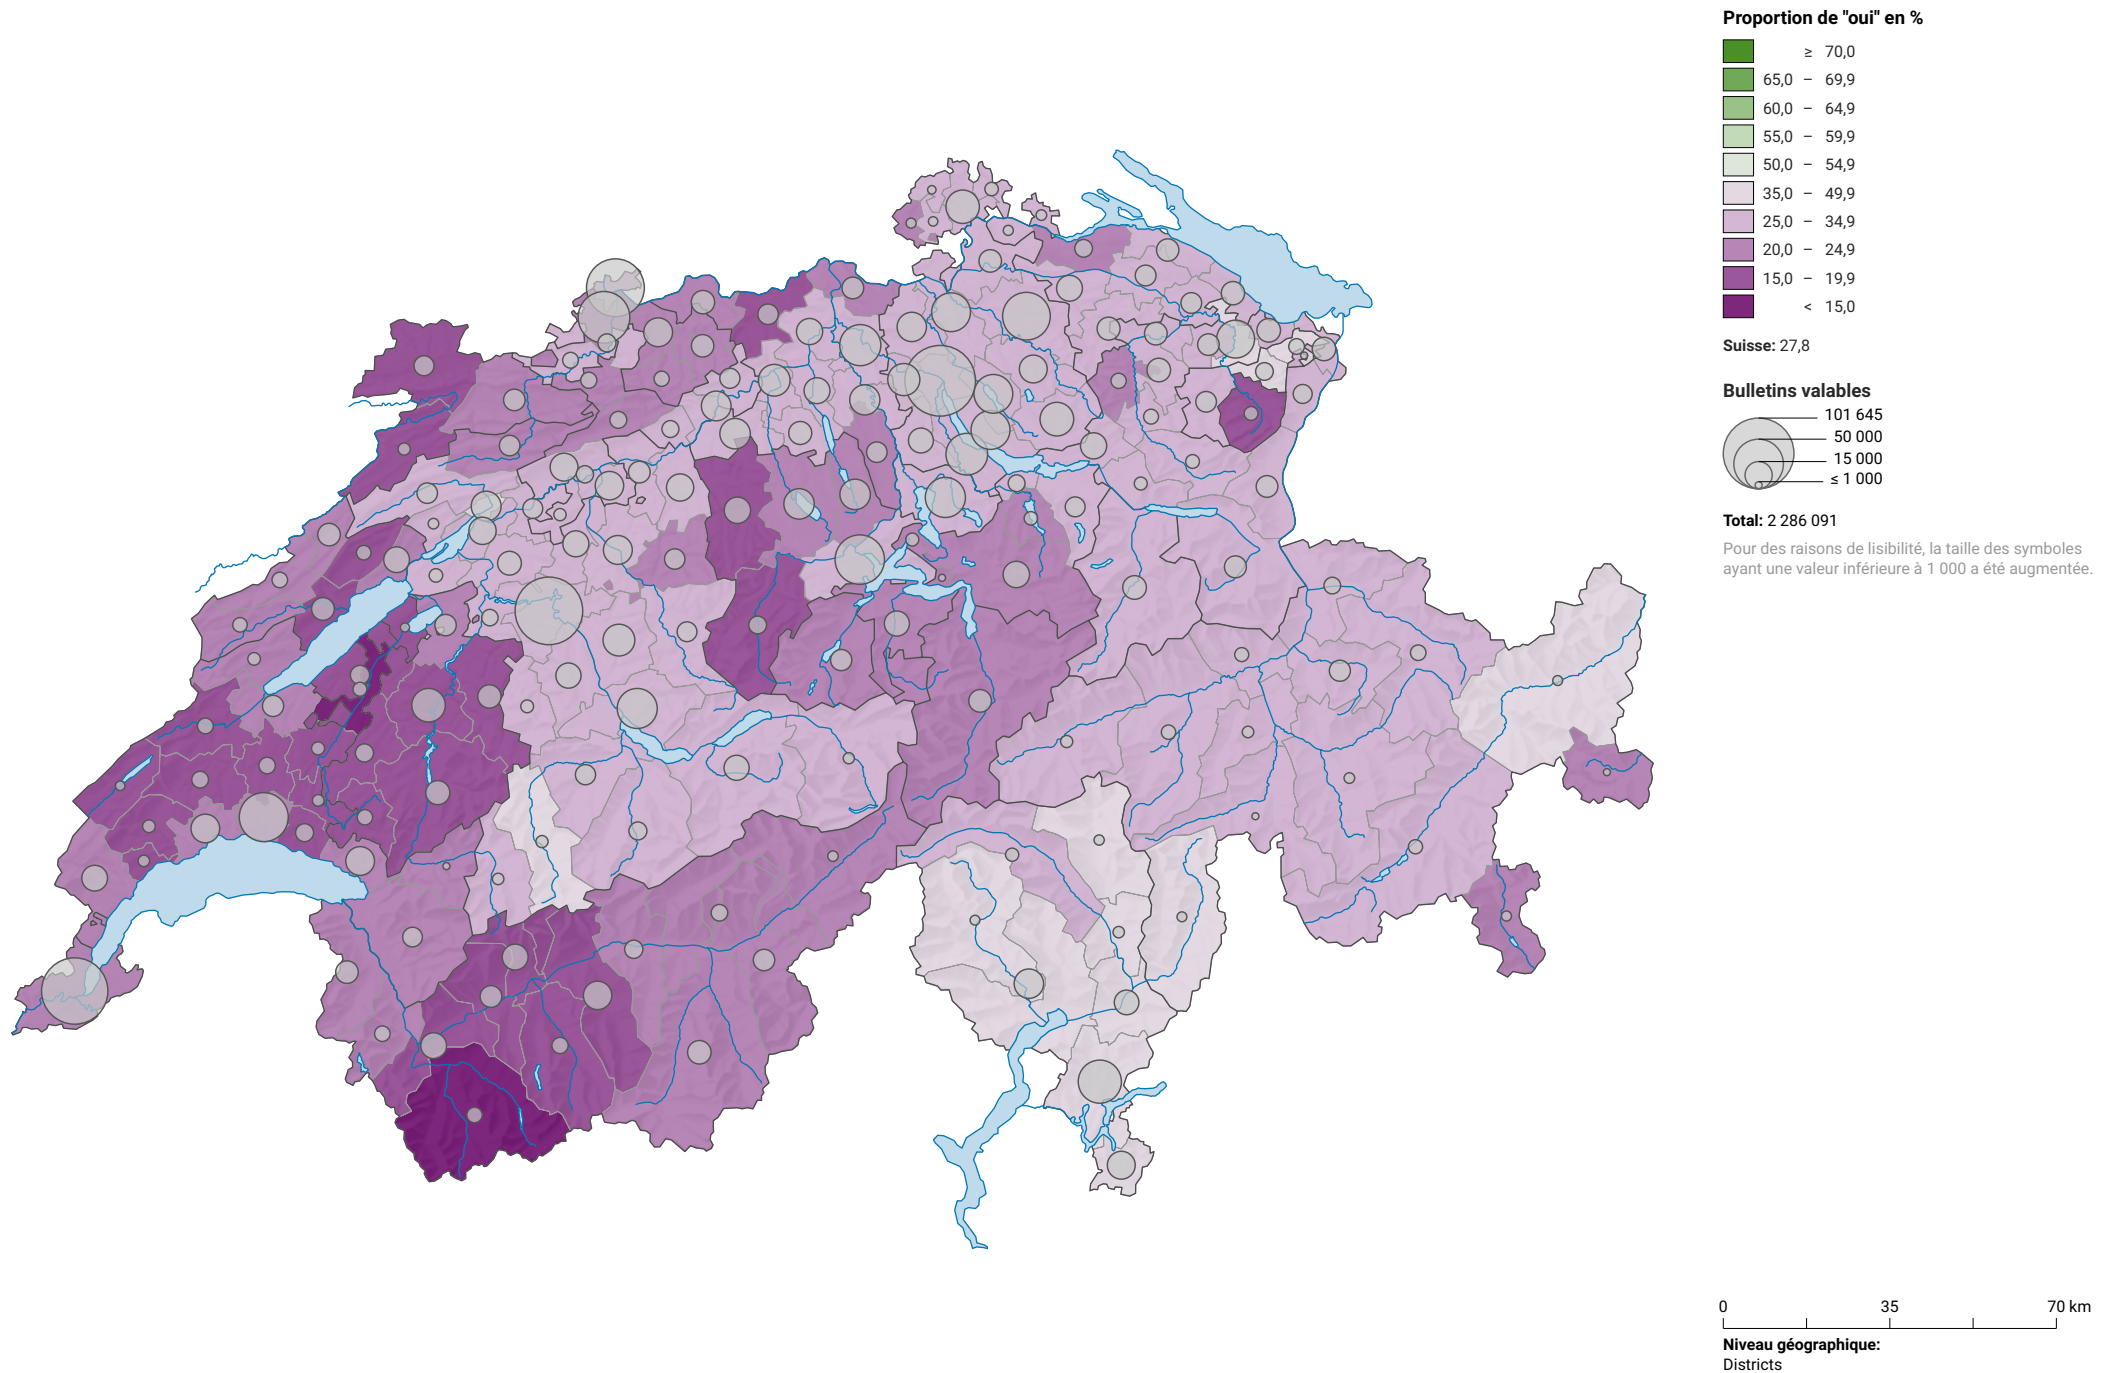 Proportion de "oui" en %
≥ 70,0
65,0 – 69,9
60,0 – 64,9
55,0 – 59,9
50,0 – 54,9
35,0 – 49,9
25,0 – 34,9
20,0 – 24,9
15,0 – 19,9
< 15,0
Suisse: 27,8
Bulletins valables
101 645
50 000
15 000
≤ 1 000
Total: 2 286 091
Pour des raisons de lisibilité, la taille des symboles
ayant une valeur inférieure à 1 000 a été augmentée.
0 35 70 km
Niveau géographique:
Districts